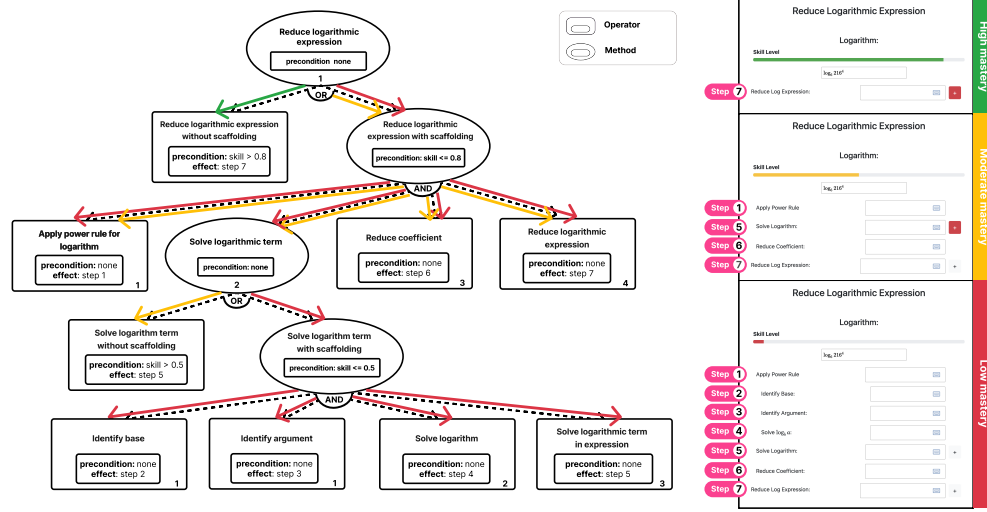 Reduce logarithmic
expression
precondition none
1
OR
Operator
Method
Reduce logarithmic expression
without scaffolding
precondition: skill > 0.8
effect: step 7
Reduce logarithmic
expression with scaffolding
precondition: skill <= 0.8
AND
Apply power rule for
logarithm
precondition: none
effect: step 1
1
Solve logarithmic term
precondition: none
2
OR
Reduce coefficient
precondition: none
effect: step 6
3
Reduce logarithmic
expression
precondition: none
effect: step 7
4
Solve logarithm term
without scaffolding
precondition: skill > 0.5
effect: step 5
Solve logarithm term
with scaffolding
precondition: skill <= 0.5
AND
Identify base
precondition: none
effect: step 2
1
Identify argument
precondition: none
effect: step 3
1
Solve logarithm
precondition: none
effect: step 4
2
Solve logarithmic term
in expression
precondition: none
effect: step 5
3
Reduce Logarithmic Expression
Logarithm:
Skill Level
Step 7 Reduce Log Expression: +
High mastery
Reduce Logarithmic Expression
Logarithm:
Skill Level
Step 1 Apply Power Rule
Step 5 Solve Logarithm: +
Step 6 Reduce Coefficient:
Step 7 Reduce Log Expression: +
Moderate mastery
Reduce Logarithmic Expression
Logarithm:
Skill Level
Step 1 Apply Power Rule
Step 2 Identify Base:
Step 3 Identify Argument:
Step 4 Solve
Step 5 Solve Logarithm: +
Step 6 Reduce Coefficient:
Step 7 Reduce Log Expression: +
Low mastery